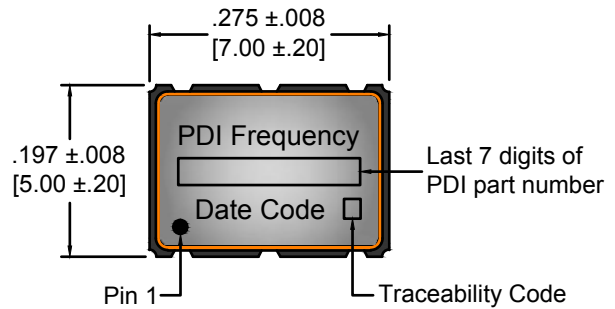 .275 ±.008
[7.00 ±.20]
.197 ±.008
[5.00 ±.20]
PDI Frequency
Last 7 digits of
PDI part number
Date Code
Pin 1
Traceability Code